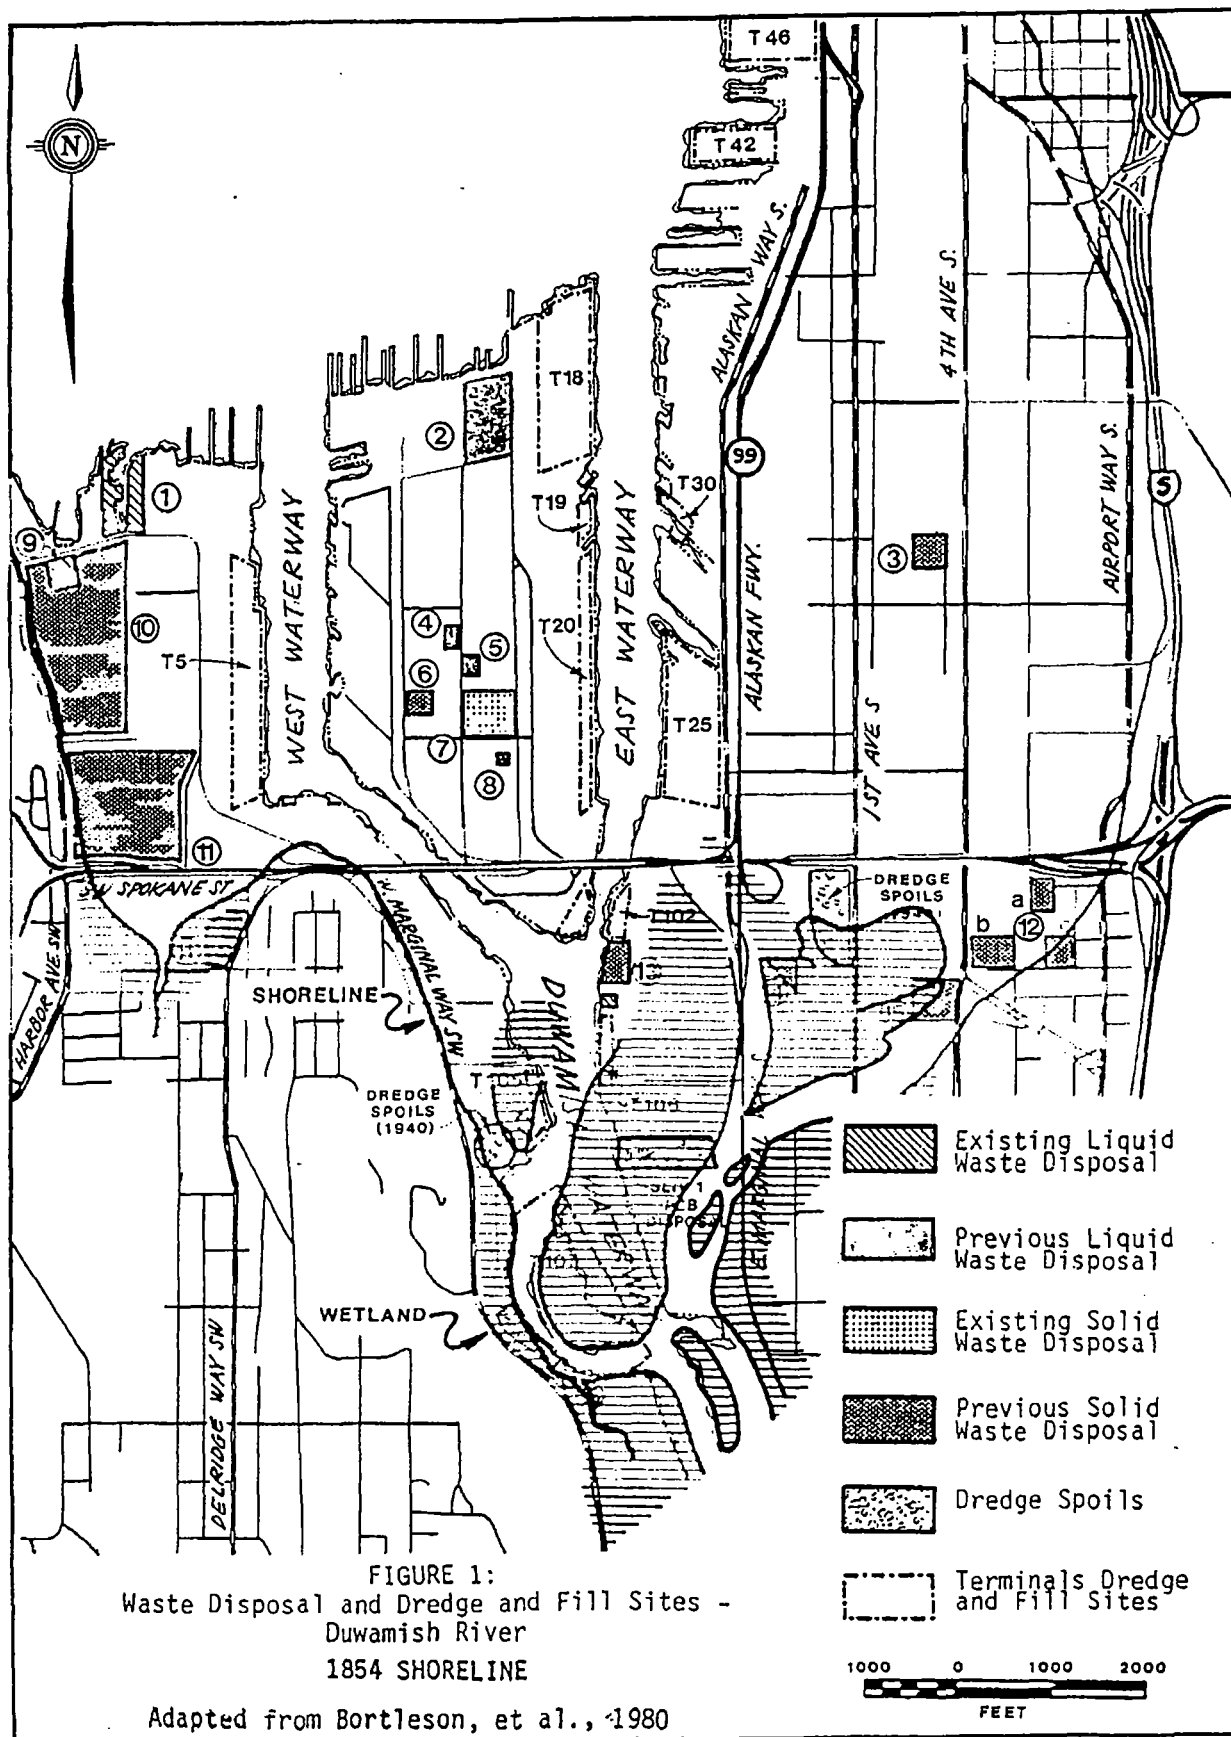 T 46
N
T 42
ALASKAN WAY S.
4TH AVE S.
T18
2
99
T30
5
1
T19
AIRPORT WAY S.
9
3
WEST WATERWAY
EAST WATERWAY
ALASKAN FWY.
10
4
5
T20
T5
6
T25
7
1ST AVE S
8
11
SW SPOKANE ST
DREDGE
SPOILS
a
T102
b
12
HARBOR AVE SW
W. MARGINAL WAY SW
SHORELINE
DREDGE
SPOILS
(1940)
WETLAND
DELRIDGE WAY SW
Existing Liquid
Waste Disposal
Previous Liquid
Waste Disposal
Existing Solid
Waste Disposal
Previous Solid
Waste Disposal
Dredge Spoils
Terminals Dredge
and Fill Sites
FIGURE 1:
Waste Disposal and Dredge and Fill Sites -
Duwamish River
1854 SHORELINE
Adapted from Bortleson, et al., 1980
1000 0 1000 2000
FEET